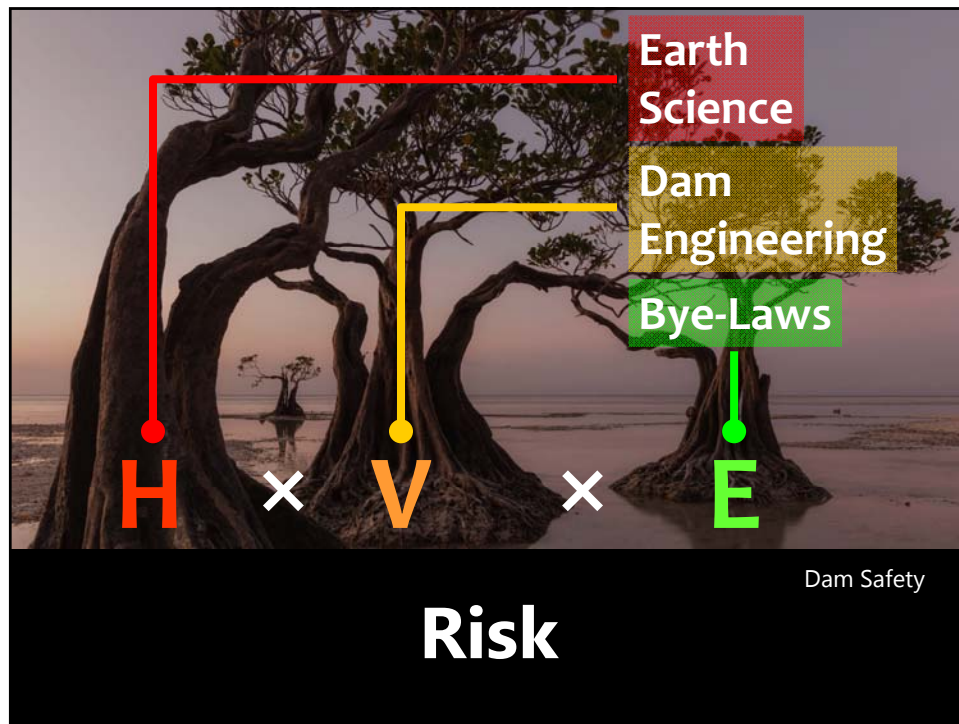 Earth
Science
Dam
Engineering
Bye-Laws
H × V × E
Dam Safety
Risk